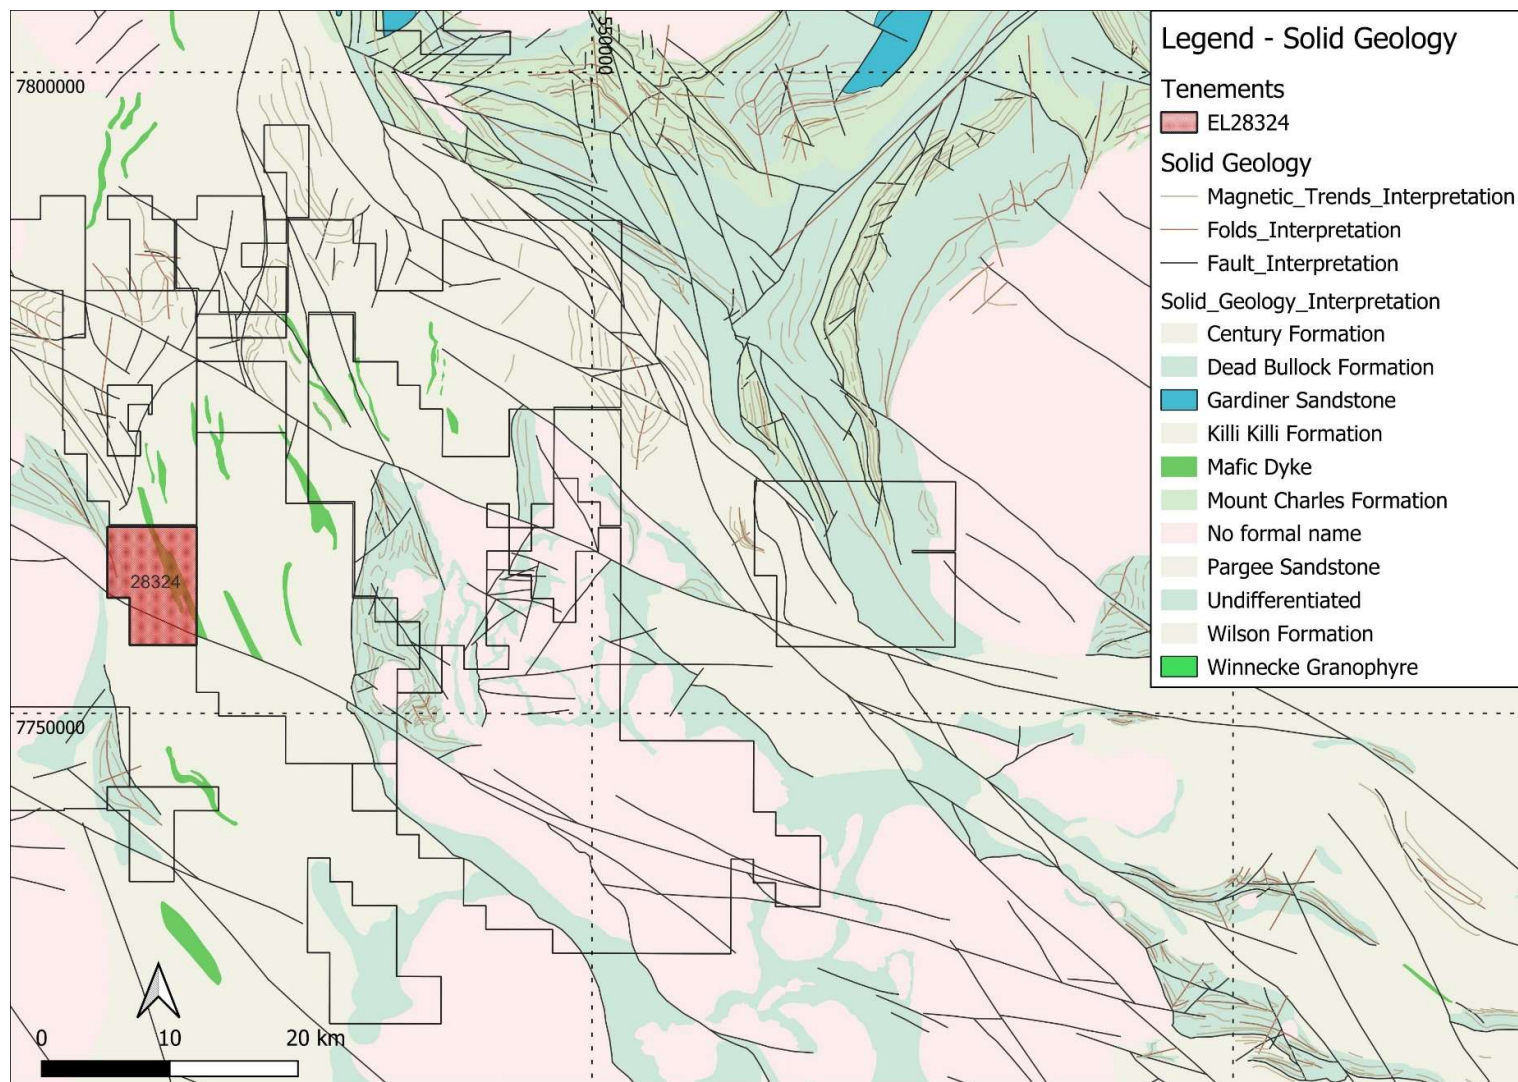 7800000
550000
7750000
28324
0 10 20 km
Legend - Solid Geology
Tenements
EL28324
Solid Geology
Magnetic_Trends_Interpretation
Folds_Interpretation
Fault_Interpretation
Solid_Geology_Interpretation
Century Formation
Dead Bullock Formation
Gardiner Sandstone
Killi Killi Formation
Mafic Dyke
Mount Charles Formation
No formal name
Pargee Sandstone
Undifferentiated
Wilson Formation
Winnecke Granophyre